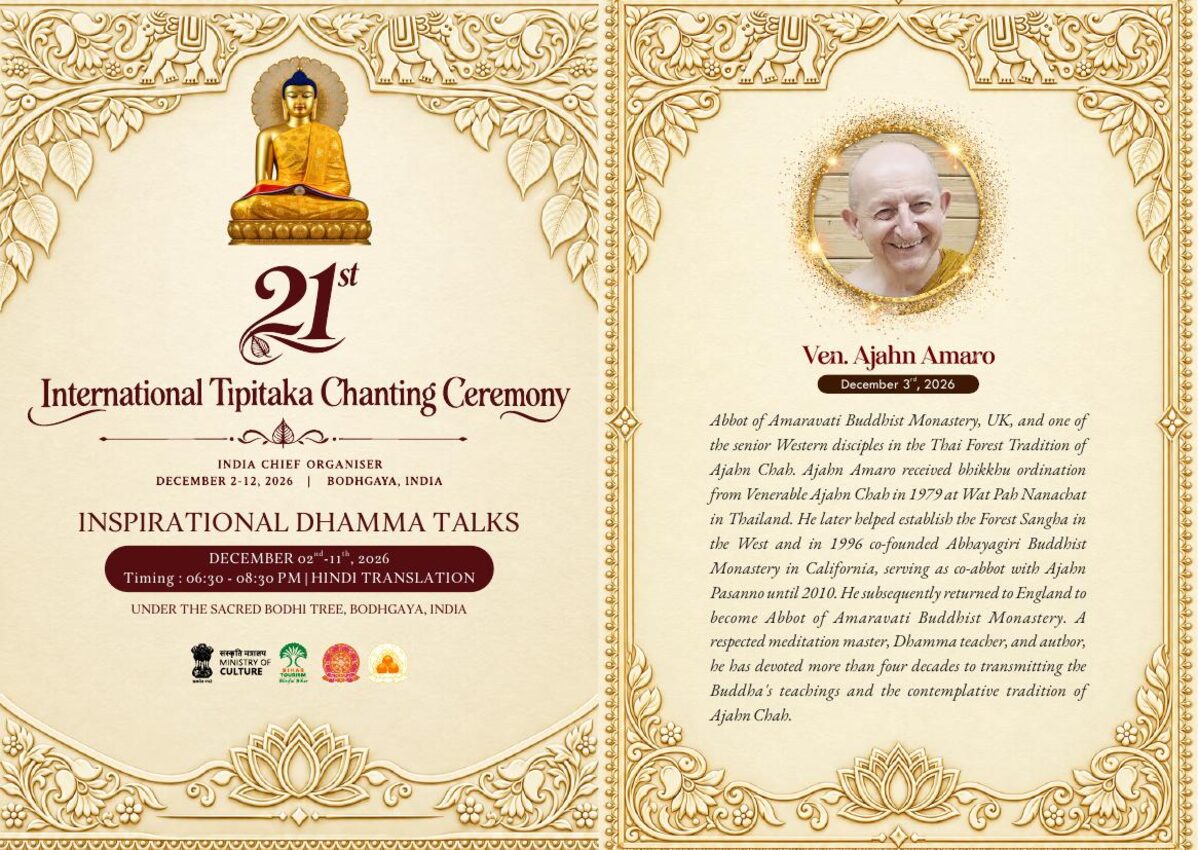 21st
International Tipitaka Chanting Ceremony
INDIA CHIEF ORGANISER
DECEMBER 2-12, 2026 | BODHGAYA, INDIA
INSPIRATIONAL DHAMMA TALKS
DECEMBER 02nd-11th, 2026
Timing : 06:30 - 08:30 PM | HINDI TRANSLATION
UNDER THE SACRED BODHI TREE, BODHGAYA, INDIA
संस्कृति मंत्रालय
MINISTRY OF
CULTURE
BIHAR
TOURISM
Ven. Ajahn Amaro
December 3rd, 2026
Abbot of Amaravati Buddhist Monastery, UK, and one of
the senior Western disciples in the Thai Forest Tradition of
Ajahn Chah. Ajahn Amaro received bhikkhu ordination
from Venerable Ajahn Chah in 1979 at Wat Pah Nanachat
in Thailand. He later helped establish the Forest Sangha in
the West and in 1996 co-founded Abhayagiri Buddhist
Monastery in California, serving as co-abbot with Ajahn
Pasanno until 2010. He subsequently returned to England to
become Abbot of Amaravati Buddhist Monastery. A
respected meditation master, Dhamma teacher, and author,
he has devoted more than four decades to transmitting the
Buddha's teachings and the contemplative tradition of
Ajahn Chah.